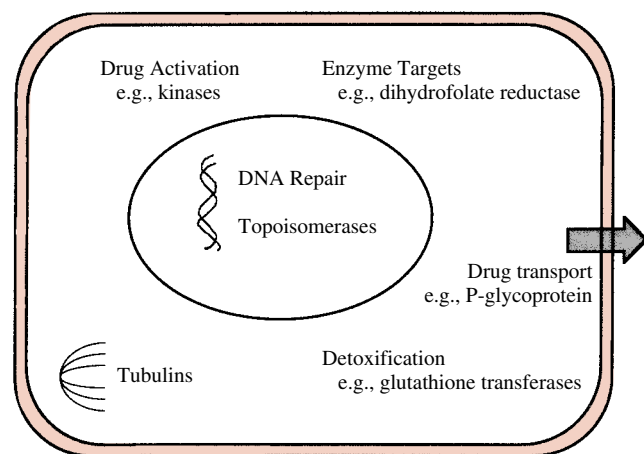 Drug Activation
e.g., kinases
Enzyme Targets
e.g., dihydrofolate reductase
DNA Repair
Topoisomerases
Drug transport
e.g., P-glycoprotein
Tubulins
Detoxification
e.g., glutathione transferases